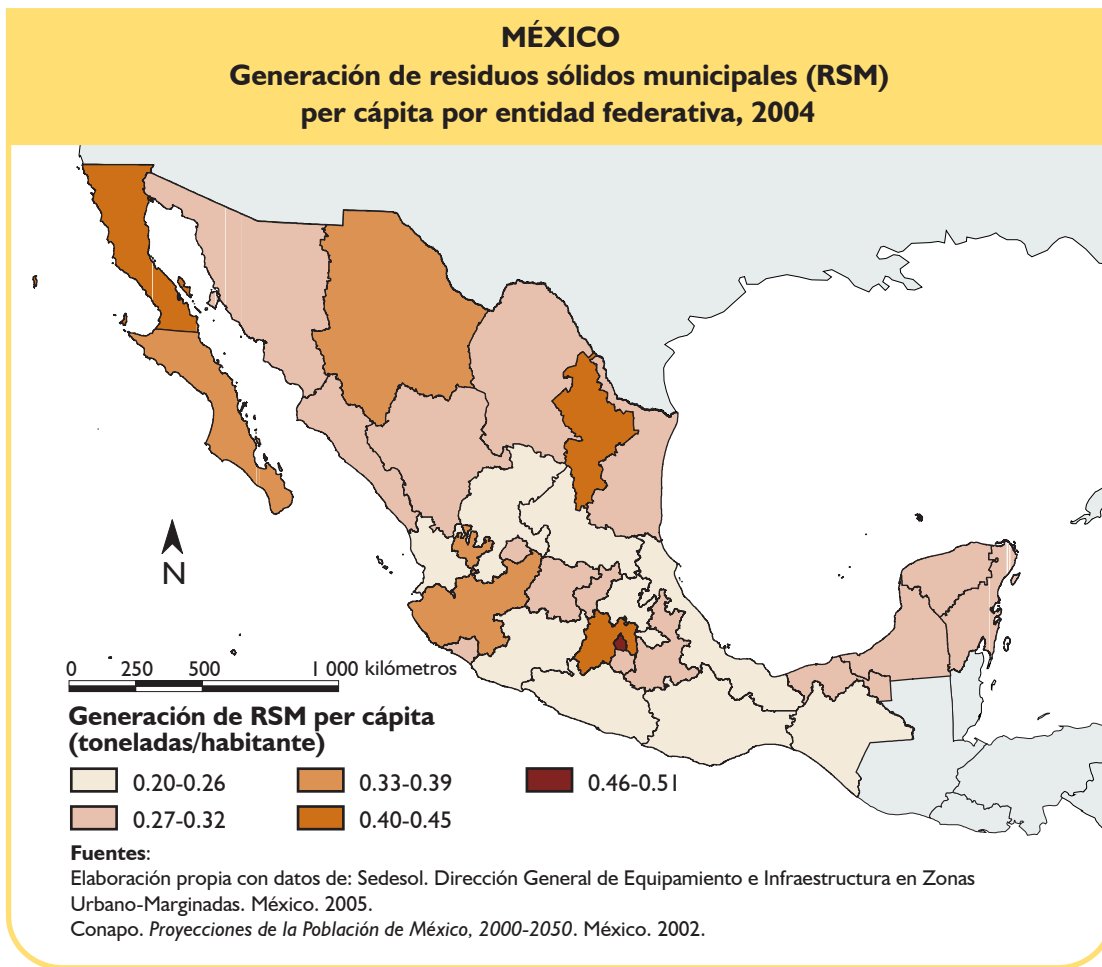 MÉXICO
Generación de residuos sólidos municipales (RSM)
per cápita por entidad federativa, 2004
N
0 250 500 1 000 kilómetros
Generación de RSM per cápita
(toneladas/habitante)
0.20-0.26 0.33-0.39 0.46-0.51
0.27-0.32 0.40-0.45
Fuentes:
Elaboración propia con datos de: Sedesol. Dirección General de Equipamiento e Infraestructura en Zonas
Urbano-Marginadas. México. 2005.
Conapo. Proyecciones de la Población de México, 2000-2050. México. 2002.